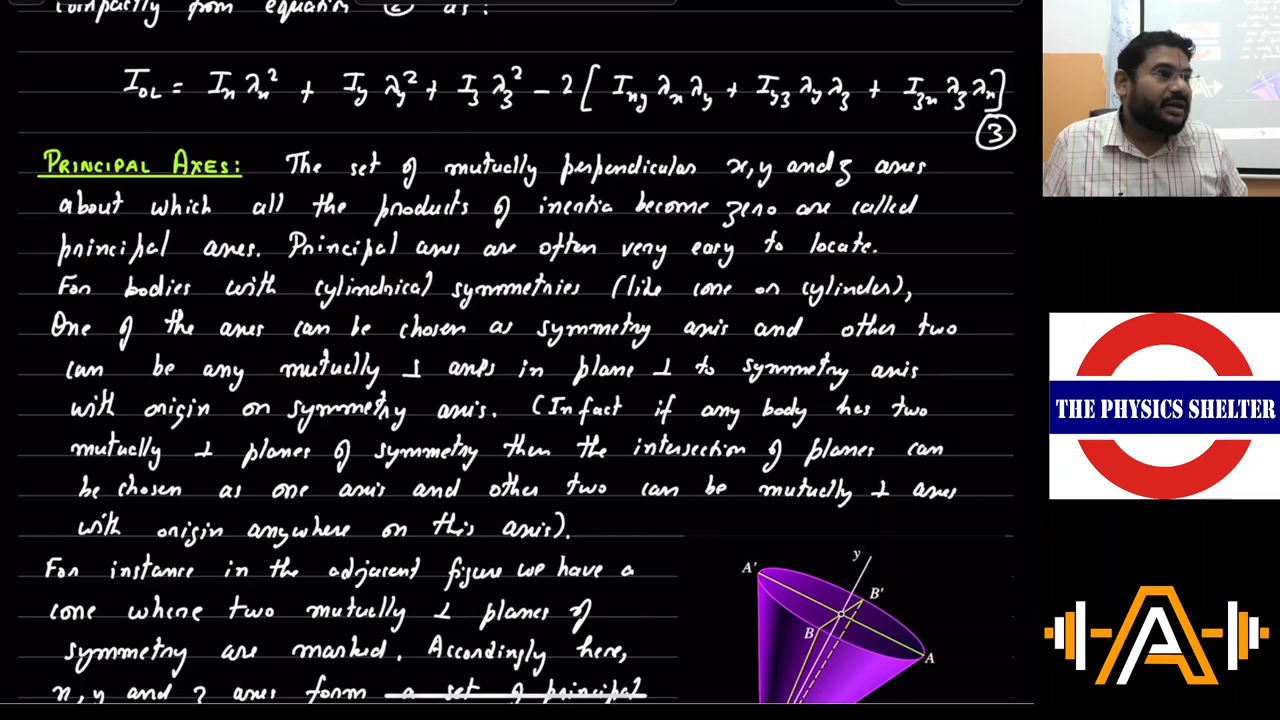 compactly from equation ② as:
I_OL = I_x λ_x² + I_y λ_y² + I_z λ_z² - 2 [ I_xy λ_x λ_y + I_yz λ_y λ_z + I_zx λ_z λ_x ]
③
PRINCIPAL AXES: The set of mutually perpendicular x, y and z axes
about which all the products of inertia become zero are called
principal axes. Principal axes are often very easy to locate.
For bodies with cylindrical symmetries (like cone or cylinder),
One of the axes can be chosen as symmetry axis and other two
can be any mutually ⊥ axes in plane ⊥ to symmetry axis
with origin on symmetry axis. (In fact if any body has two
mutually ⊥ planes of symmetry then the intersection of planes can
be chosen as one axis and other two can be mutually ⊥ axes
with origin anywhere on this axis).
For instance in the adjacent figure we have a
cone where two mutually ⊥ planes of
symmetry are marked. Accordingly here,
x, y and z axes form a set of principal
y
A'
B'
B
A
THE PHYSICS SHELTER